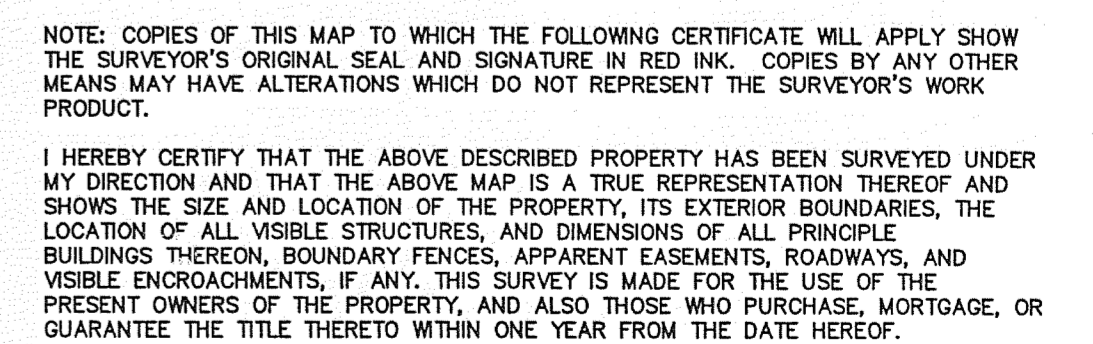 NOTE: COPIES OF THIS MAP TO WHICH THE FOLLOWING CERTIFICATE WILL APPLY SHOW
THE SURVEYOR'S ORIGINAL SEAL AND SIGNATURE IN RED INK. COPIES BY ANY OTHER
MEANS MAY HAVE ALTERATIONS WHICH DO NOT REPRESENT THE SURVEYOR'S WORK
PRODUCT.
I HEREBY CERTIFY THAT THE ABOVE DESCRIBED PROPERTY HAS BEEN SURVEYED UNDER
MY DIRECTION AND THAT THE ABOVE MAP IS A TRUE REPRESENTATION THEREOF AND
SHOWS THE SIZE AND LOCATION OF THE PROPERTY, ITS EXTERIOR BOUNDARIES, THE
LOCATION OF ALL VISIBLE STRUCTURES, AND DIMENSIONS OF ALL PRINCIPLE
BUILDINGS THEREON, BOUNDARY FENCES, APPARENT EASEMENTS, ROADWAYS, AND
VISIBLE ENCROACHMENTS, IF ANY. THIS SURVEY IS MADE FOR THE USE OF THE
PRESENT OWNERS OF THE PROPERTY, AND ALSO THOSE WHO PURCHASE, MORTGAGE, OR
GUARANTEE THE TITLE THERETO WITHIN ONE YEAR FROM THE DATE HEREOF.